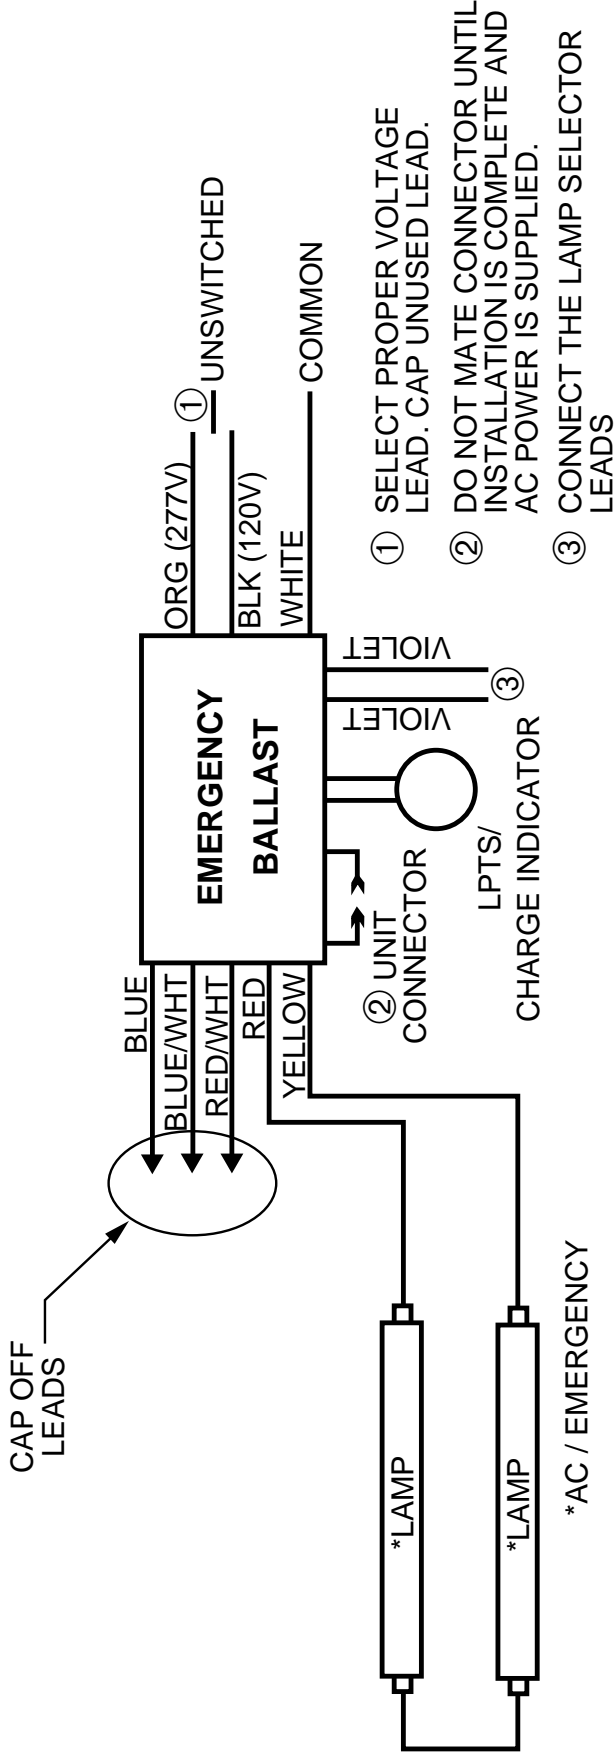 CAP OFF
LEADS
BLUE
BLUE/WHT
RED/WHT
RED
YELLOW
EMERGENCY
BALLAST
ORG (277V)
① UNSWITCHED
BLK (120V)
WHITE
COMMON
② UNIT
CONNECTOR
LPTS/
CHARGE INDICATOR
VIOLET
VIOLET
③
*LAMP
*LAMP
*AC / EMERGENCY
① SELECT PROPER VOLTAGE
LEAD. CAP UNUSED LEAD.
② DO NOT MATE CONNECTOR UNTIL
INSTALLATION IS COMPLETE AND
AC POWER IS SUPPLIED.
③ CONNECT THE LAMP SELECTOR
LEADS